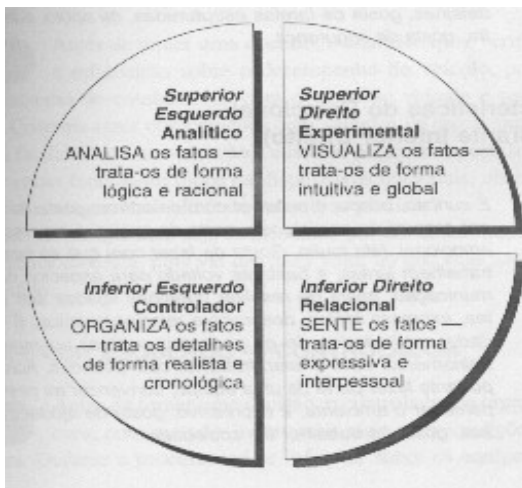 Superior
Esquerdo
Analítico
ANALISA os fatos —
trata-os de forma
lógica e racional
Superior
Direito
Experimental
VISUALIZA os fatos —
trata-os de forma
intuitiva e global
Inferior Esquerdo
Controlador
ORGANIZA os fatos
— trata os detalhes
de forma realista e
cronológica
Inferior Direito
Relacional
SENTE os fatos —
trata-os de forma
expressiva e
interpessoal